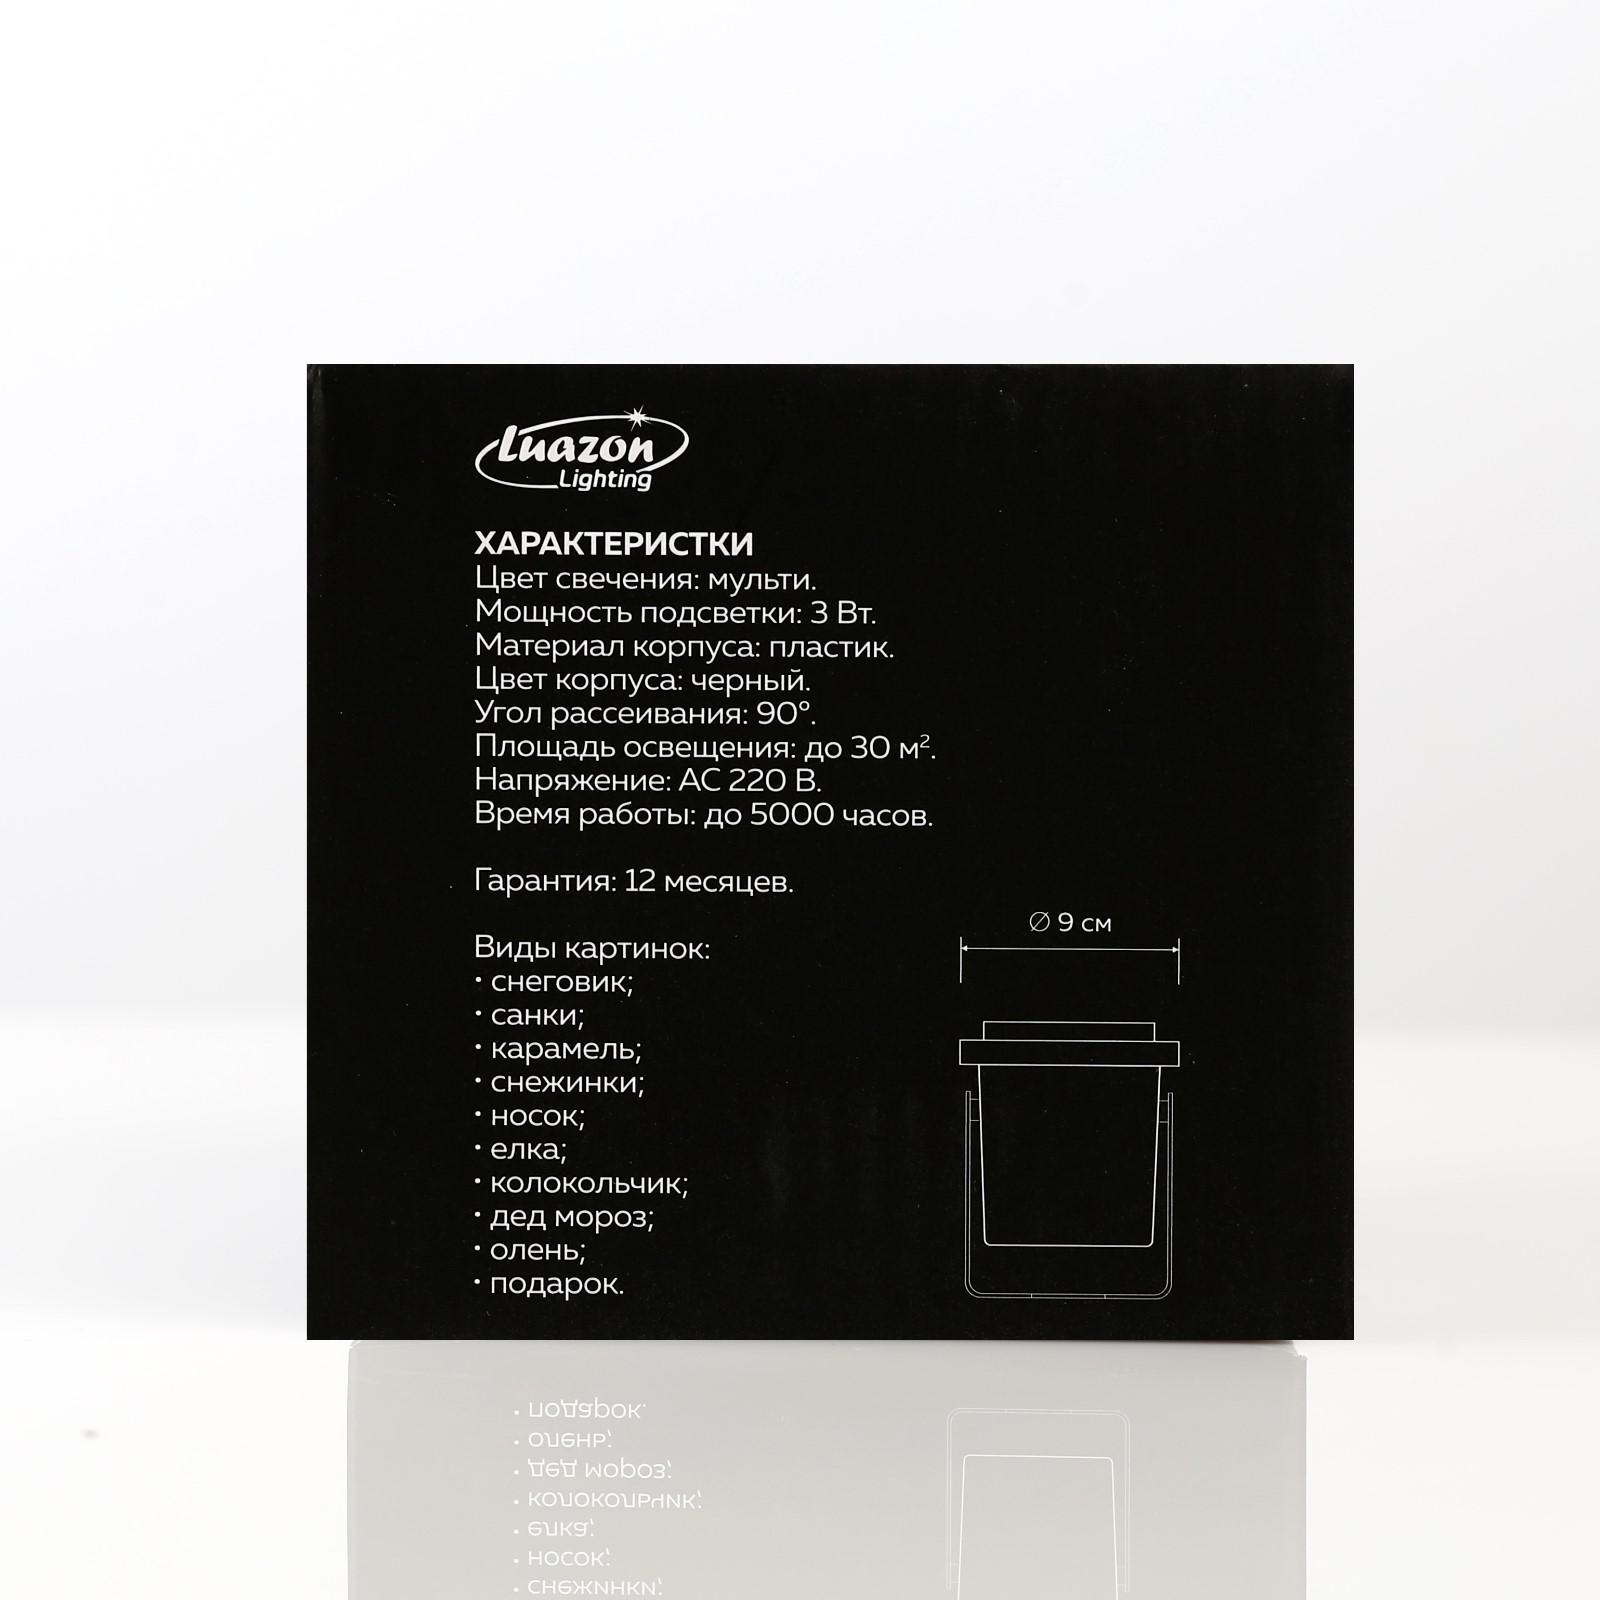 Luazon
Lighting
ХАРАКТЕРИСТКИ
Цвет свечения: мульти.
Мощность подсветки: 3 Вт.
Материал корпуса: пластик.
Цвет корпуса: черный.
Угол рассеивания: 90°.
Площадь освещения: до 30 м².
Напряжение: АС 220 В.
Время работы: до 5000 часов.
Гарантия: 12 месяцев.
Виды картинок:
• снеговик;
• санки;
• карамель;
• снежинки;
• носок;
• елка;
• колокольчик;
• дед мороз;
• олень;
• подарок.
∅ 9 см